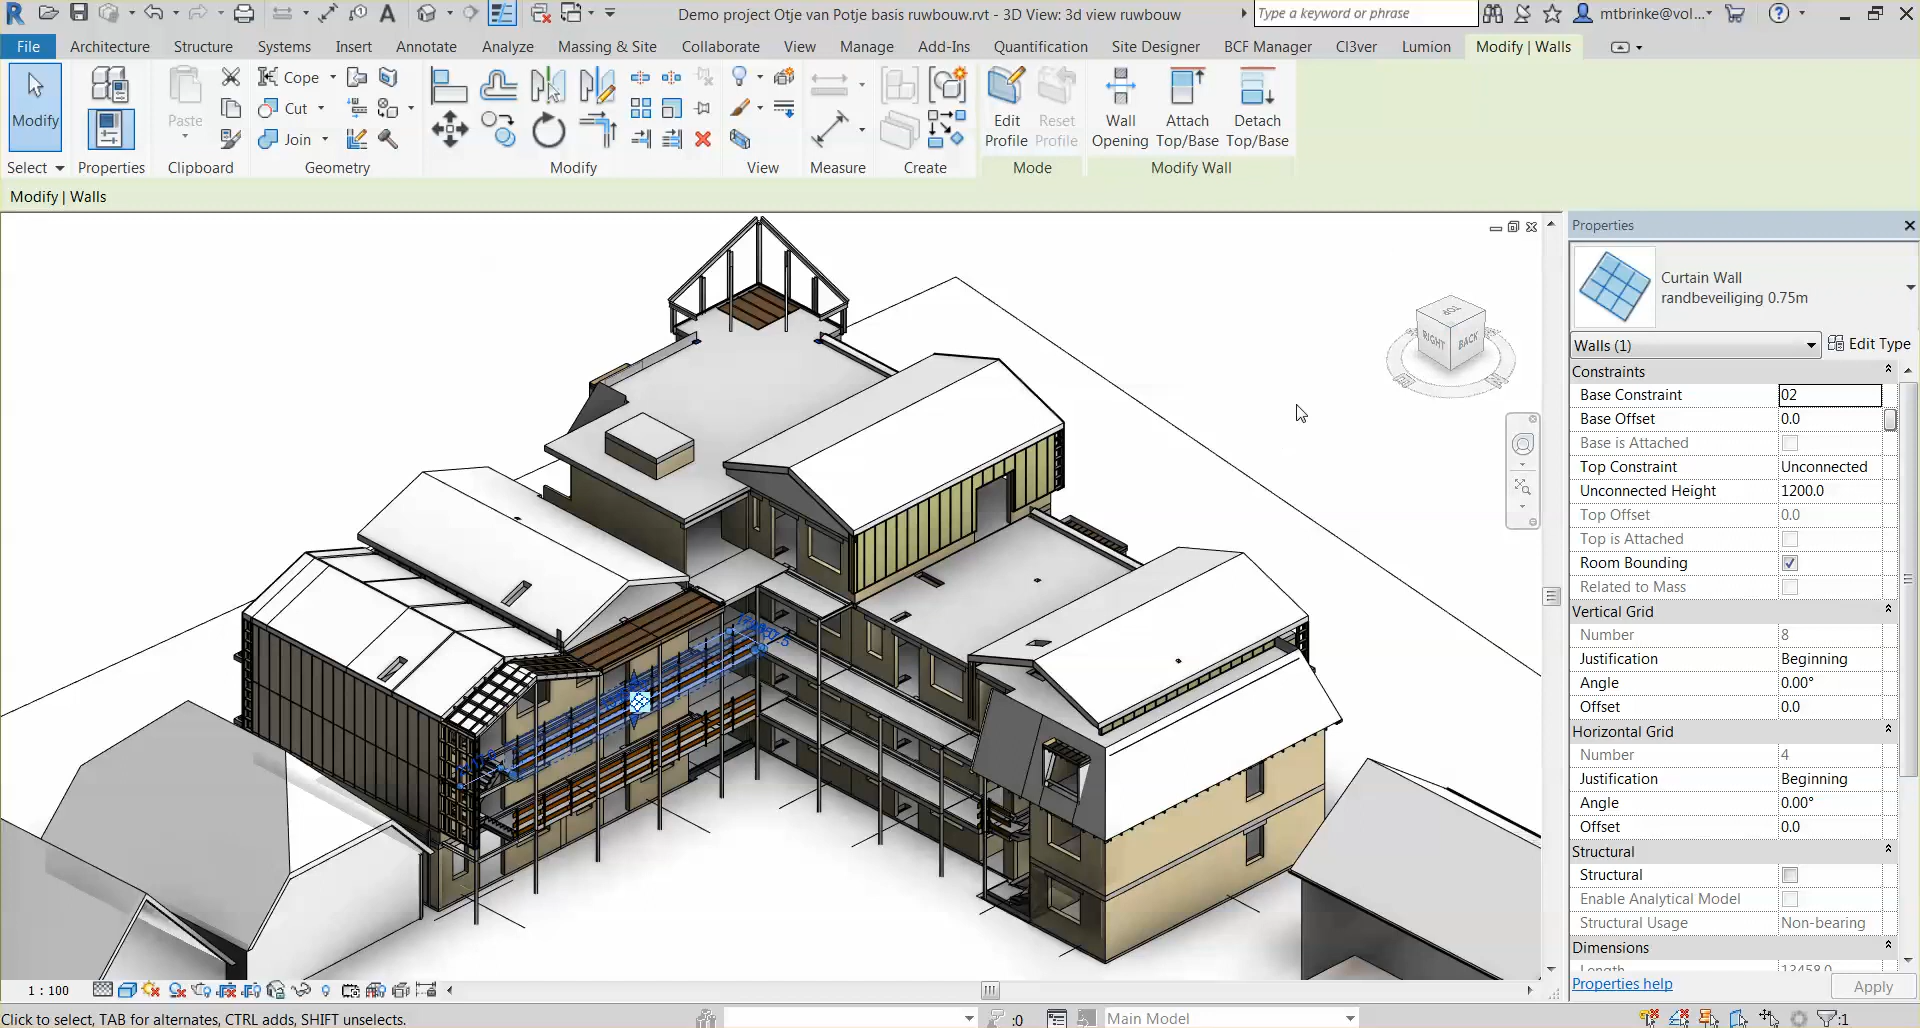 Demo project Otje van Potje basis ruwbouw.rvt - 3D View: 3d view ruwbouw
Type a keyword or phrase
mtbrinke@vol...
File Architecture Structure Systems Insert Annotate Analyze Massing & Site Collaborate View Manage Add-Ins Quantification Site Designer BCF Manager Cl3ver Lumion Modify | Walls
Modify
Paste
Cope
Cut
Join
Edit Profile
Reset Profile
Wall Opening
Attach Top/Base
Detach Top/Base
Select Properties Clipboard Geometry Modify View Measure Create Mode Modify Wall
Modify | Walls
Properties
Curtain Wall
randbeveiliging 0.75m
Walls (1) Edit Type
Constraints
Base Constraint 02
Base Offset 0.0
Base is Attached
Top Constraint Unconnected
Unconnected Height 1200.0
Top Offset 0.0
Top is Attached
Room Bounding
Related to Mass
Vertical Grid
Number 8
Justification Beginning
Angle 0.00°
Offset 0.0
Horizontal Grid
Number 4
Justification Beginning
Angle 0.00°
Offset 0.0
Structural
Structural
Enable Analytical Model
Structural Usage Non-bearing
Dimensions
Length 13458.0
Properties help Apply
TOP
RIGHT BACK
1 : 100
Click to select, TAB for alternates, CTRL adds, SHIFT unselects.
:0
Main Model
:1